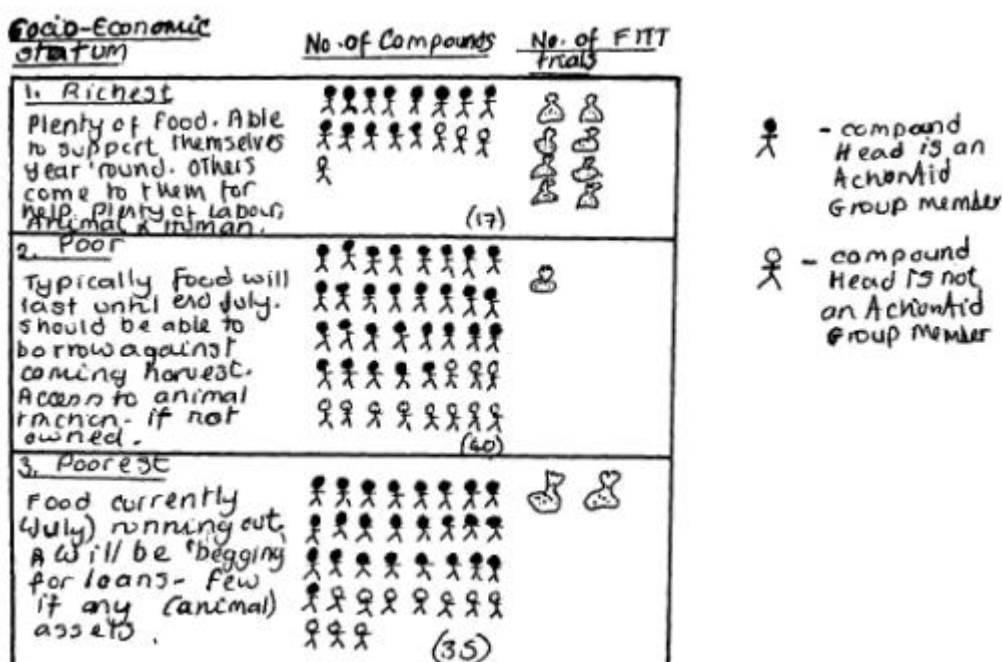 Socio-Economic
stratum
No. of Compounds
No. of FITT
trials
1. Richest
Plenty of food. Able
to support themselves
year 'round. others
come to them for
help. Plenty of labour,
Animal & Human.
(17)
2. Poor
Typically food will
last until end July.
should be able to
borrow against
coming harvest.
Access to animal
traction- if not
owned.
(40)
3. Poorest
Food currently
(July) running out.
& will be "begging
for loans- Few
if any (animal)
assets.
(35)
- compound
Head is an
ActionAid
Group member
- compound
Head is not
an ActionAid
Group Member